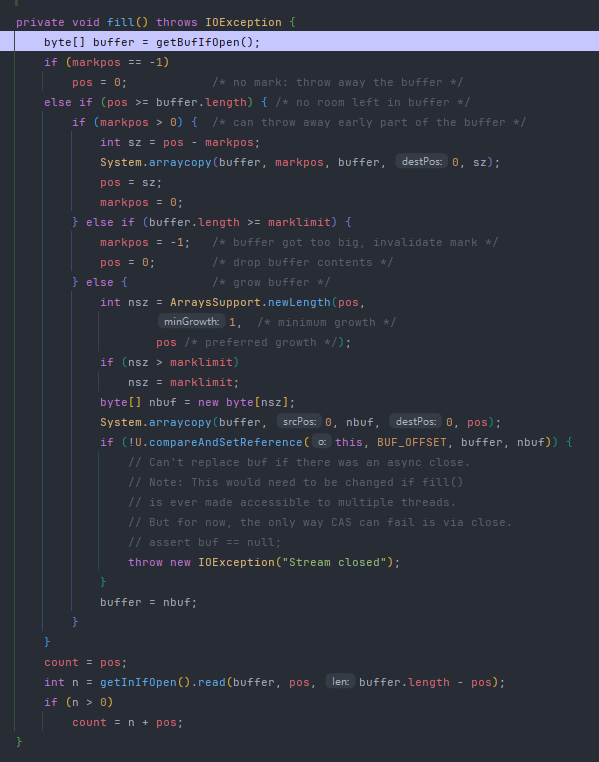 private void fill() throws IOException {
    byte[] buffer = getBufIfOpen();
    if (markpos == -1)
        pos = 0;            /* no mark: throw away the buffer */
    else if (pos >= buffer.length) { /* no room left in buffer */
        if (markpos > 0) {  /* can throw away early part of the buffer */
            int sz = pos - markpos;
            System.arraycopy(buffer, markpos, buffer, destPos: 0, sz);
            pos = sz;
            markpos = 0;
        } else if (buffer.length >= marklimit) {
            markpos = -1;   /* buffer got too big, invalidate mark */
            pos = 0;        /* drop buffer contents */
        } else {            /* grow buffer */
            int nsz = ArraysSupport.newLength(pos,
                    minGrowth: 1,  /* minimum growth */
                    pos /* preferred growth */);
            if (nsz > marklimit)
                nsz = marklimit;
            byte[] nbuf = new byte[nsz];
            System.arraycopy(buffer, srcPos: 0, nbuf, destPos: 0, pos);
            if (!U.compareAndSetReference( o: this, BUF_OFFSET, buffer, nbuf)) {
                // Can't replace buf if there was an async close.
                // Note: This would need to be changed if fill()
                // is ever made accessible to multiple threads.
                // But for now, the only way CAS can fail is via close.
                // assert buf == null;
                throw new IOException("Stream closed");
            }
            buffer = nbuf;
        }
    }
    count = pos;
    int n = getInIfOpen().read(buffer, pos, len: buffer.length - pos);
    if (n > 0)
        count = n + pos;
}